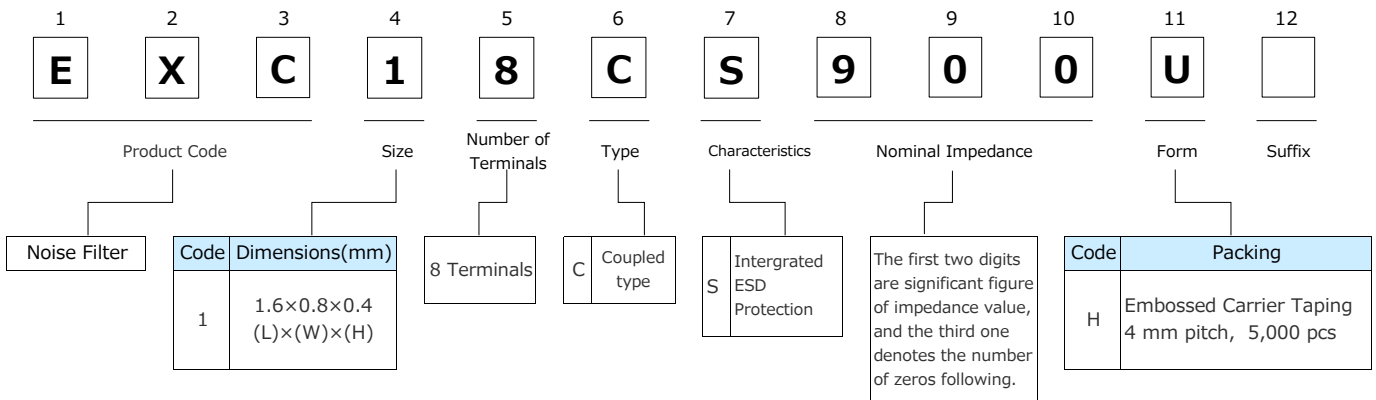 1 2 3 4 5 6 7 8 9 10 11 12
E X C 1 8 C S 9 0 0 U
Product Code
Size
Number of
Terminals
Type
Characteristics
Nominal Impedance
Form
Suffix
Noise Filter
Code Dimensions(mm)
1
1.6×0.8×0.4
(L)×(W)×(H)
8 Terminals
C
Coupled
type
S
Intergrated
ESD
Protection
The first two digits
are significant figure
of impedance value,
and the third one
denotes the number
of zeros following.
Code Packing
H
Embossed Carrier Taping
4 mm pitch, 5,000 pcs